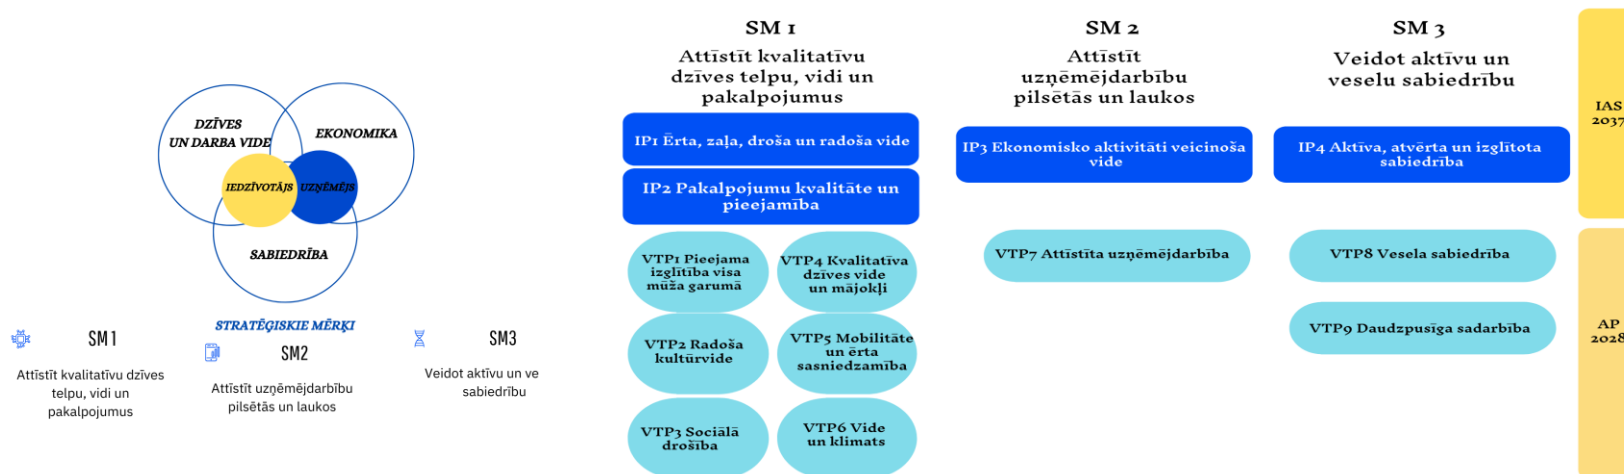 DZĪVES
UN DARBA VIDE
EKONOMIKA
IEDZĪVOTĀJS
UZŅĒMĒJS
SABIEDRĪBA
STRATĒĢISKIE MĒRĶI
SM 1
Attīstīt kvalitatīvu dzīves
telpu, vidi un
pakalpojumus
SM2
Attīstīt uzņēmējdarbību
pilsētās un laukos
SM3
Veidot aktīvu un ve
sabiedrību
SM 1
Attīstīt kvalitatīvu
dzīves telpu, vidi un
pakalpojumus
IP1 Ērta, zaļa, droša un radoša vide
IP2 Pakalpojumu kvalitāte un
pieejamība
VTP1 Pieejama
izglītība visa
mūža garumā
VTP4 Kvalitatīva
dzīves vide
un mājokļi
VTP2 Radoša
kultūrvide
VTP5 Mobilitāte
un ērta
sasniedzamība
VTP3 Sociālā
drošība
VTP6 Vide
un klimats
SM 2
Attīstīt
uzņēmējdarbību
pilsētās un laukos
IP3 Ekonomisko aktivitāti veicinoša
vide
VTP7 Attīstīta uzņēmējdarbība
SM 3
Veidot aktīvu un
veselu sabiedrību
IP4 Aktīva, atvērta un izglītota
sabiedrība
VTP8 Vesela sabiedrība
VTP9 Daudzpusīga sadarbība
IAS
2037
AP
2028